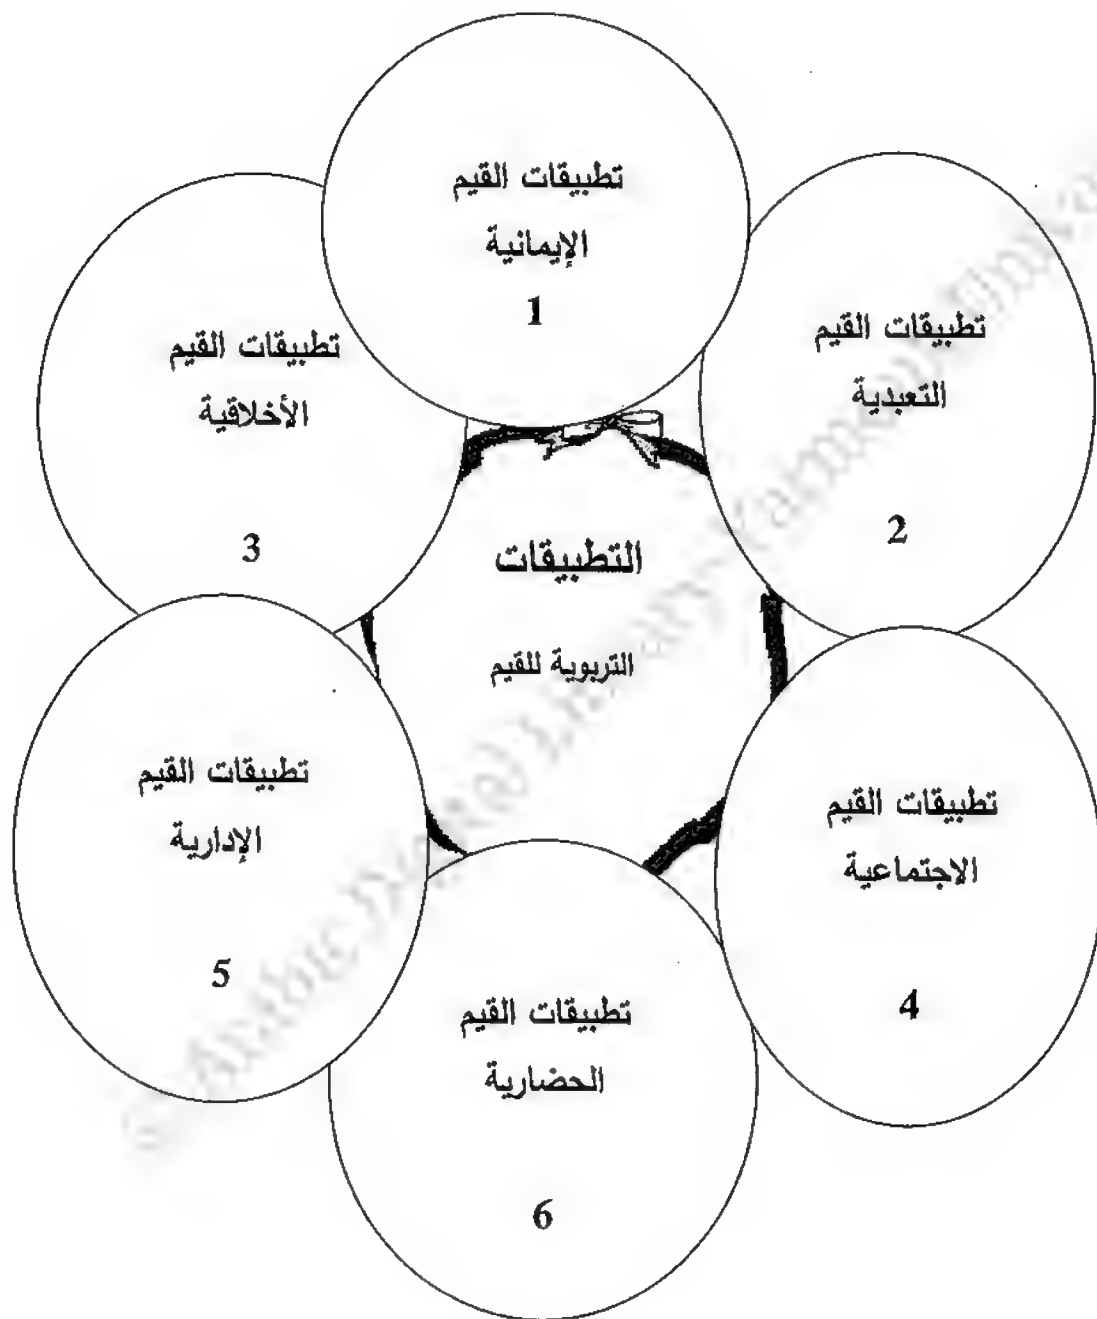 تطبيقات القيم
الإيمانية
1
تطبيقات القيم
التعبدية
2
تطبيقات القيم
الأخلاقية
3
التطبيقات
التربوية للقيم
تطبيقات القيم
الاجتماعية
4
تطبيقات القيم
الإدارية
5
تطبيقات القيم
الحضارية
6